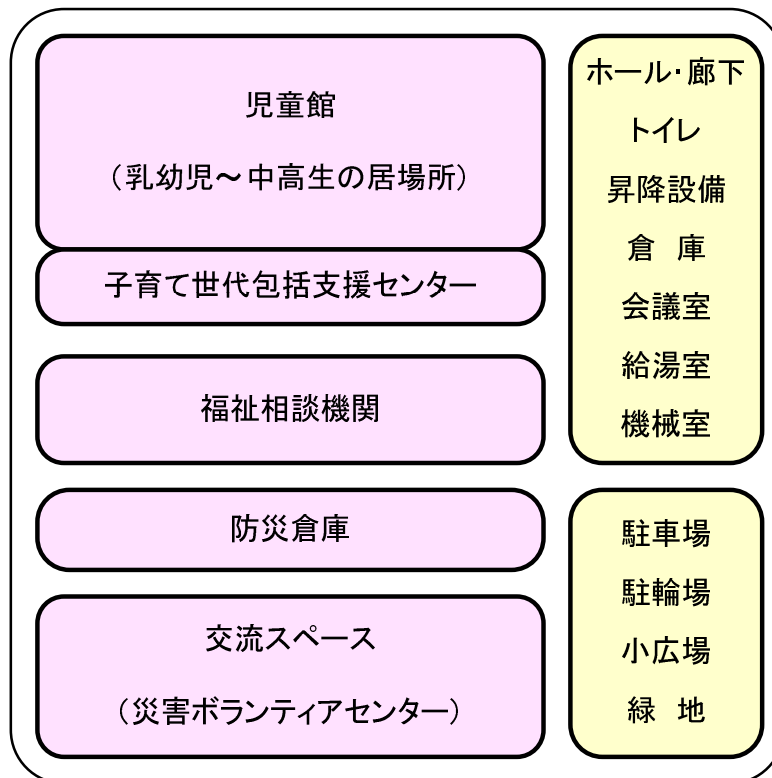 児童館
（乳幼児～中高生の居場所）
子育て世代包括支援センター
福祉相談機関
防災倉庫
交流スペース
（災害ボランティアセンター）
ホール・廊下
トイレ
昇降設備
倉　庫
会議室
給湯室
機械室
駐車場
駐輪場
小広場
緑　地